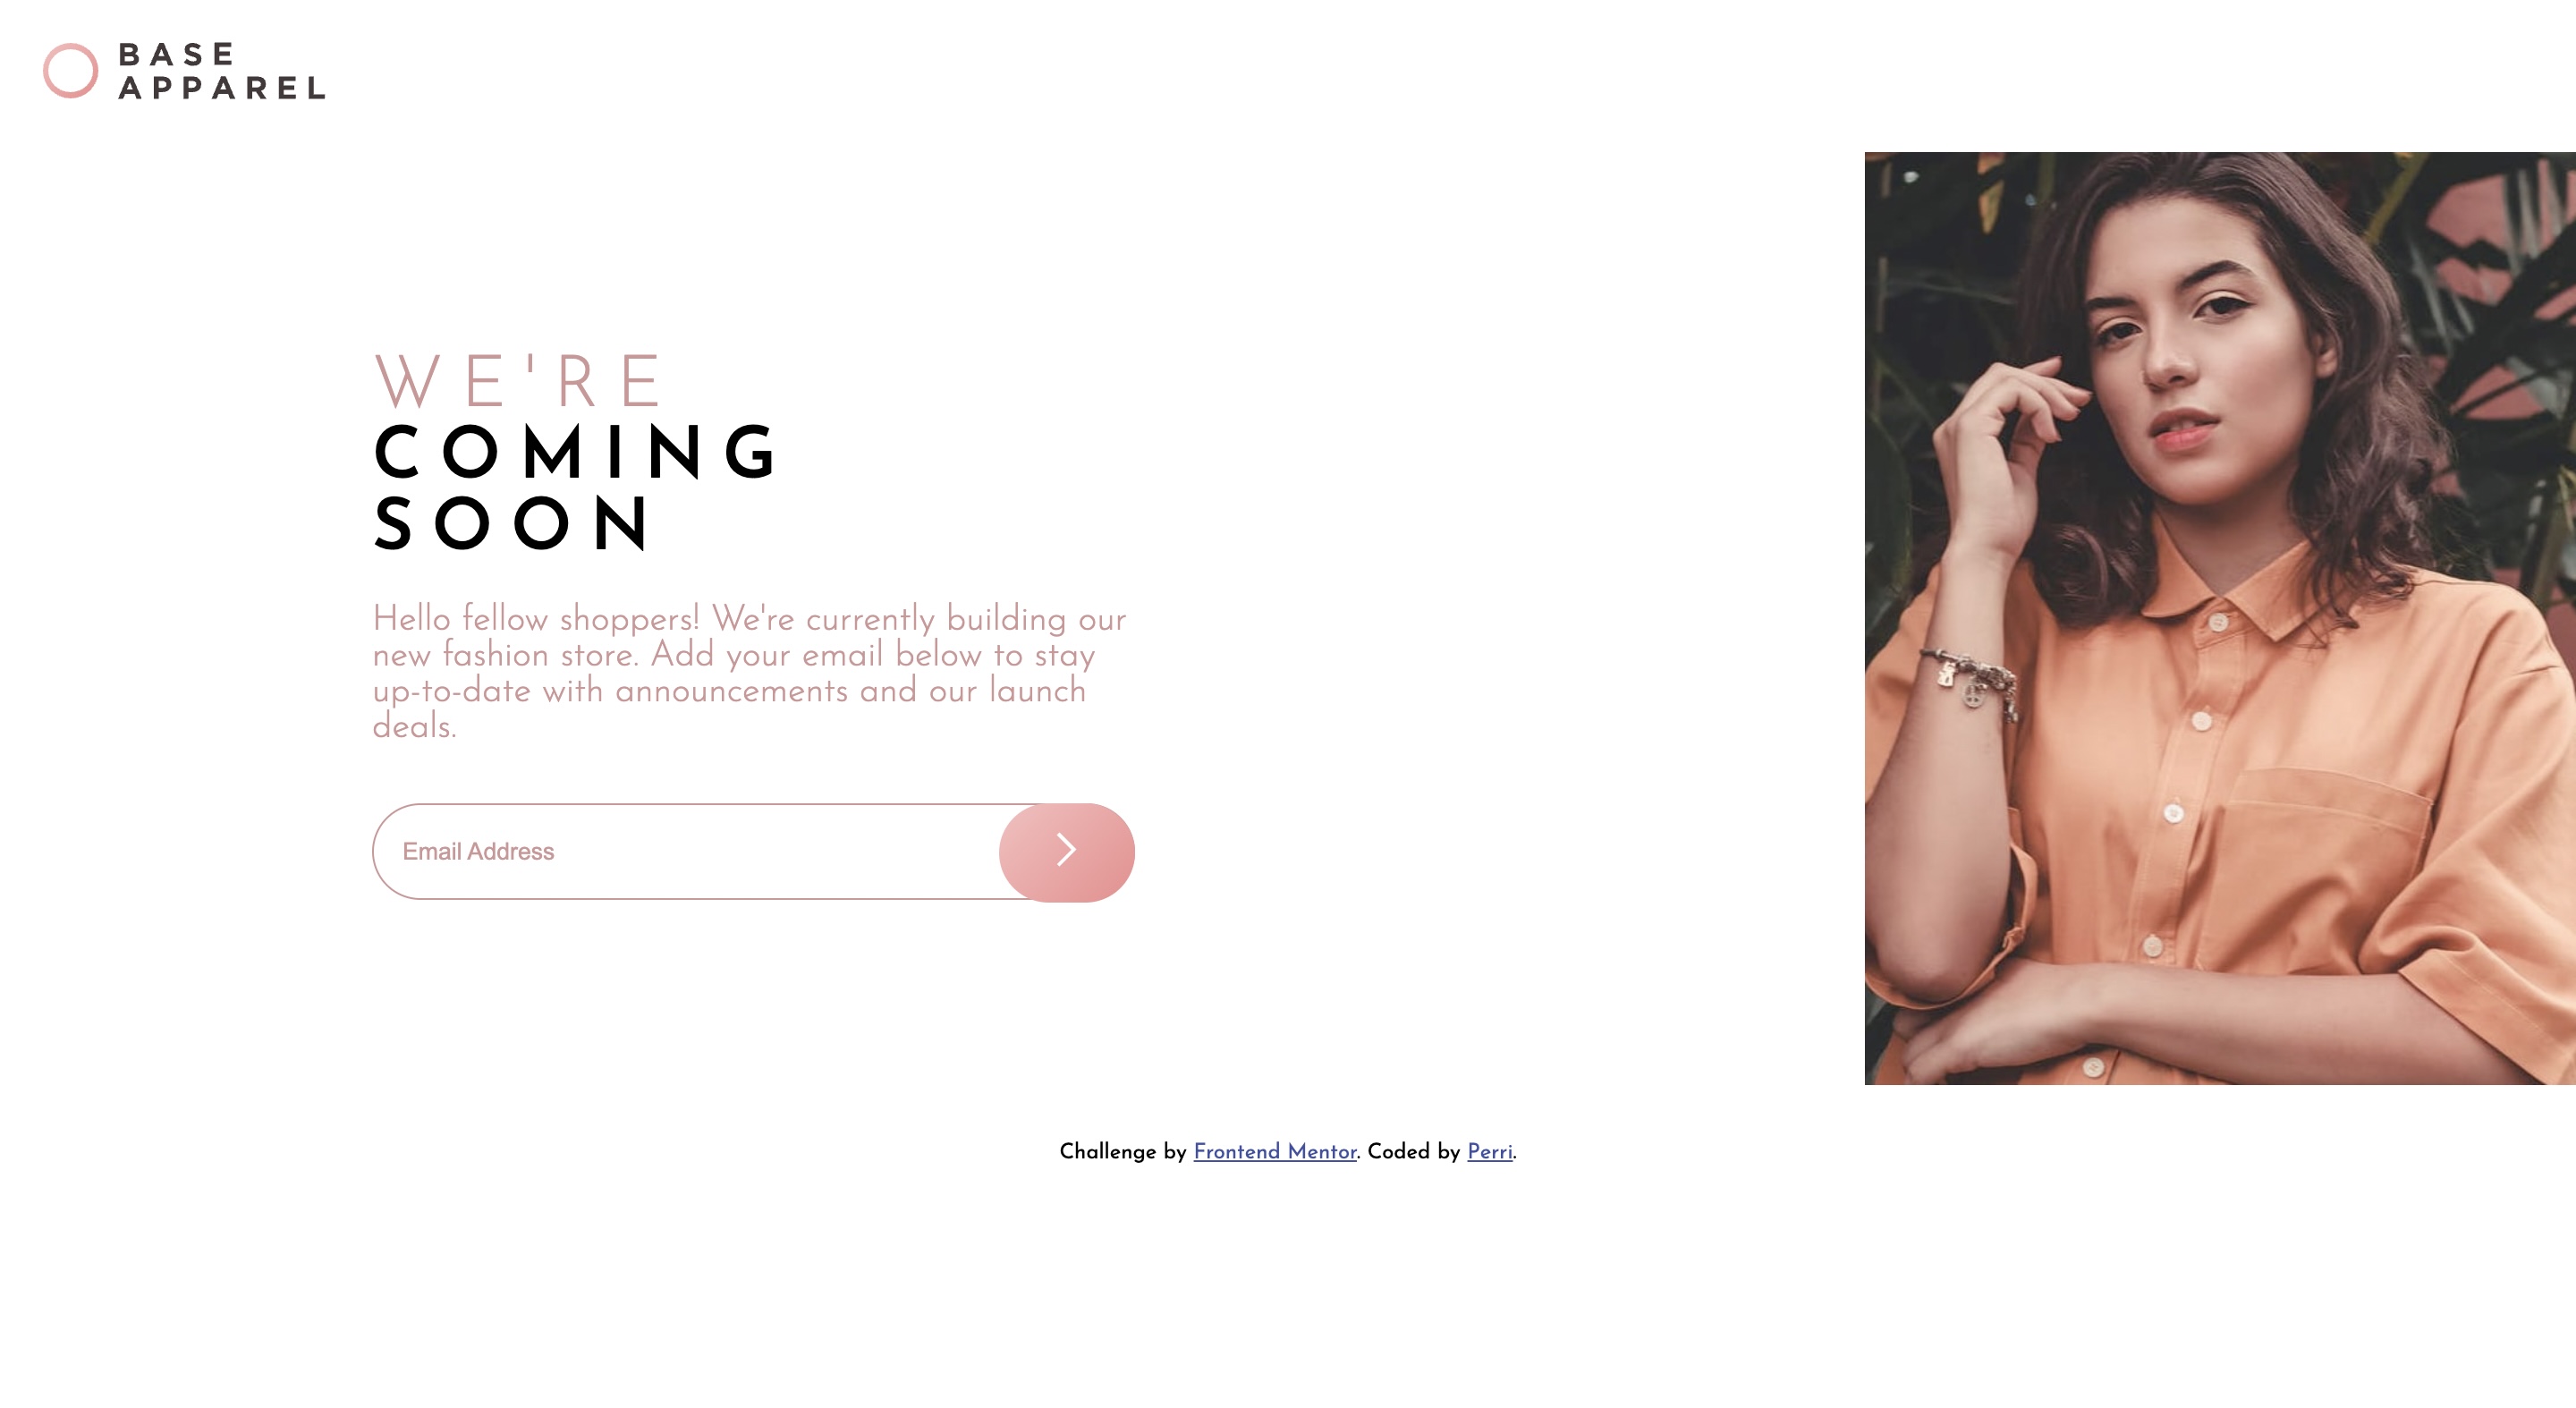 BASE
APPAREL
WE'RE
COMING
SOON
Hello fellow shoppers! We're currently building our
new fashion store. Add your email below to stay
up-to-date with announcements and our launch
deals.
Email Address
Challenge by Frontend Mentor. Coded by Perri.